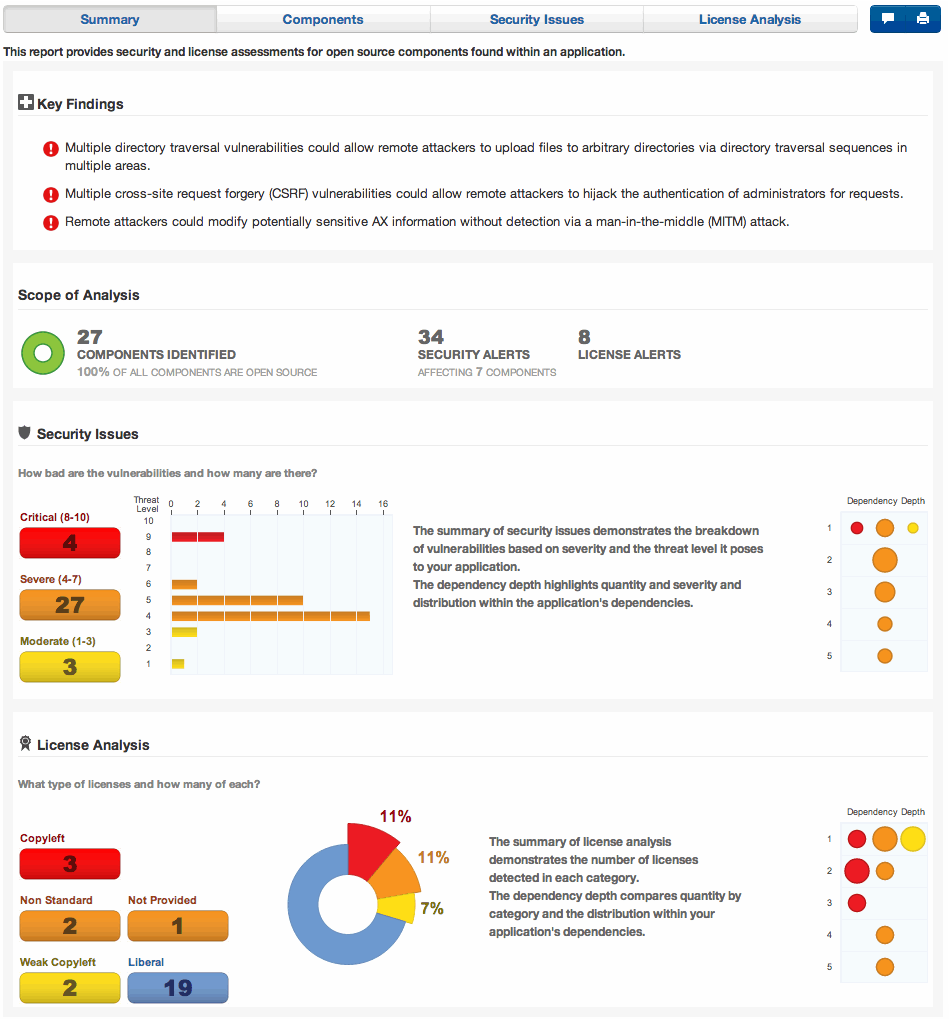 Summary
Components
Security Issues
License Analysis
This report provides security and license assessments for open source components found within an application.
Key Findings
Multiple directory traversal vulnerabilities could allow remote attackers to upload files to arbitrary directories via directory traversal sequences in
multiple areas.
Multiple cross-site request forgery (CSRF) vulnerabilities could allow remote attackers to hijack the authentication of administrators for requests.
Remote attackers could modify potentially sensitive AX information without detection via a man-in-the-middle (MITM) attack.
Scope of Analysis
27
COMPONENTS IDENTIFIED
100% OF ALL COMPONENTS ARE OPEN SOURCE
34
SECURITY ALERTS
AFFECTING 7 COMPONENTS
8
LICENSE ALERTS
Security Issues
How bad are the vulnerabilities and how many are there?
Critical (8-10)
4
Severe (4-7)
27
Moderate (1-3)
3
Threat
Level
0 2 4 6 8 10 12 14 16
10
9
8
7
6
5
4
3
2
1
The summary of security issues demonstrates the breakdown
of vulnerabilities based on severity and the threat level it poses
to your application.
The dependency depth highlights quantity and severity and
distribution within the application's dependencies.
Dependency Depth
1
2
3
4
5
License Analysis
What type of licenses and how many of each?
Copyleft
3
Non Standard
2
Not Provided
1
Weak Copyleft
2
Liberal
19
11%
11%
7%
The summary of license analysis
demonstrates the number of licenses
detected in each category.
The dependency depth compares quantity by
category and the distribution within your
application's dependencies.
Dependency Depth
1
2
3
4
5